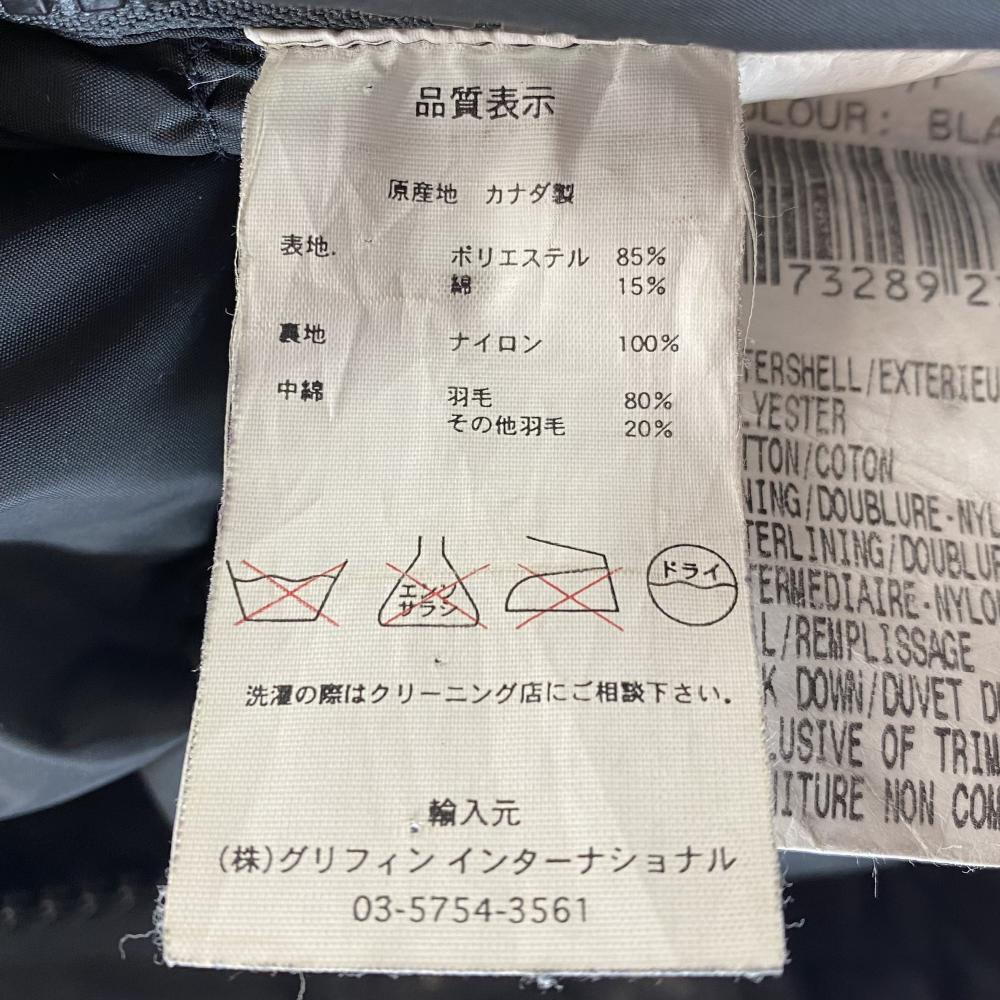 品質表示
原産地 カナダ製
表地. ポリエステル 85%
綿 15%
裏地 ナイロン 100%
中綿 羽毛 80%
その他羽毛 20%
エンソ
サラシ
ドライ
洗濯の際はクリーニング店にご相談下さい.
輸入元
(株)グリフィン インターナショナル
03-5754-3561
LOUR: BLA
73289 2
TERSHELL/EXTERIEU
LYESTER
TTON/COTON
NING/DOUBLURE-NYL
TERLINING/DOUBLUR
TERMEDIAIRE-NYLO
L/REMPLISSAGE
K DOWN/DUVET D
LUSIVE OF TRIM
NITURE NON COM